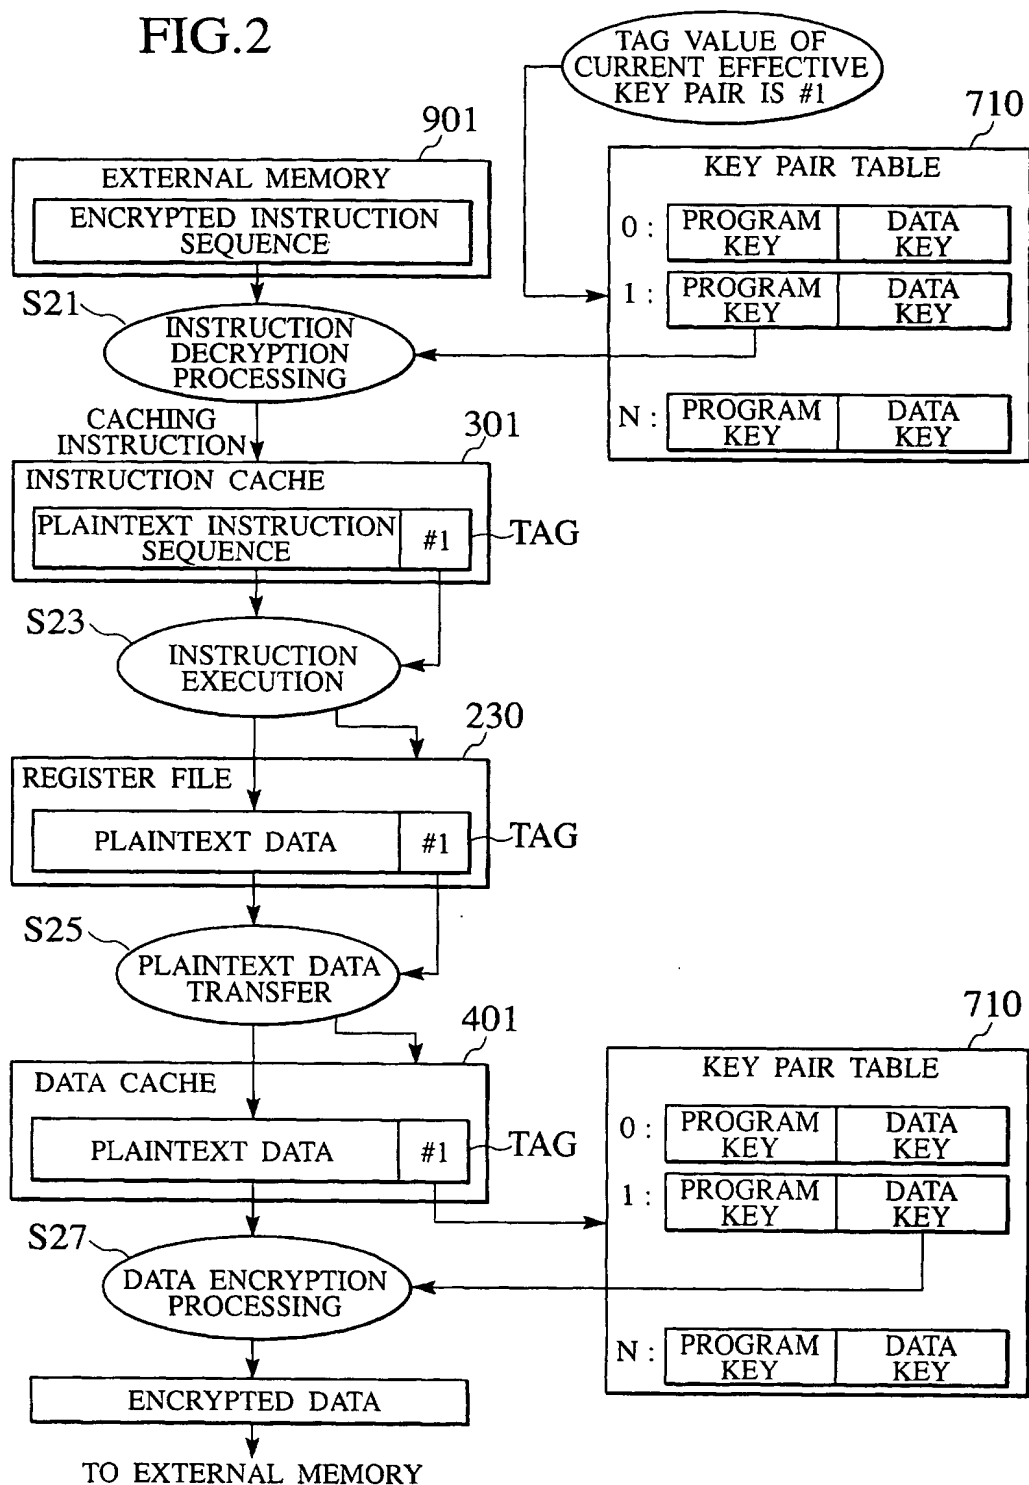 FIG.2
TAG VALUE OF
CURRENT EFFECTIVE
KEY PAIR IS #1
901
EXTERNAL MEMORY
ENCRYPTED INSTRUCTION
SEQUENCE
710
KEY PAIR TABLE
0 : PROGRAM KEY DATA KEY
1 : PROGRAM KEY DATA KEY
N : PROGRAM KEY DATA KEY
S21
INSTRUCTION
DECRYPTION
PROCESSING
CACHING
INSTRUCTION
301
INSTRUCTION CACHE
PLAINTEXT INSTRUCTION
SEQUENCE
#1
TAG
S23
INSTRUCTION
EXECUTION
230
REGISTER FILE
PLAINTEXT DATA #1
TAG
S25
PLAINTEXT DATA
TRANSFER
401
DATA CACHE
PLAINTEXT DATA #1
TAG
710
KEY PAIR TABLE
0 : PROGRAM KEY DATA KEY
1 : PROGRAM KEY DATA KEY
N : PROGRAM KEY DATA KEY
S27
DATA ENCRYPTION
PROCESSING
ENCRYPTED DATA
TO EXTERNAL MEMORY